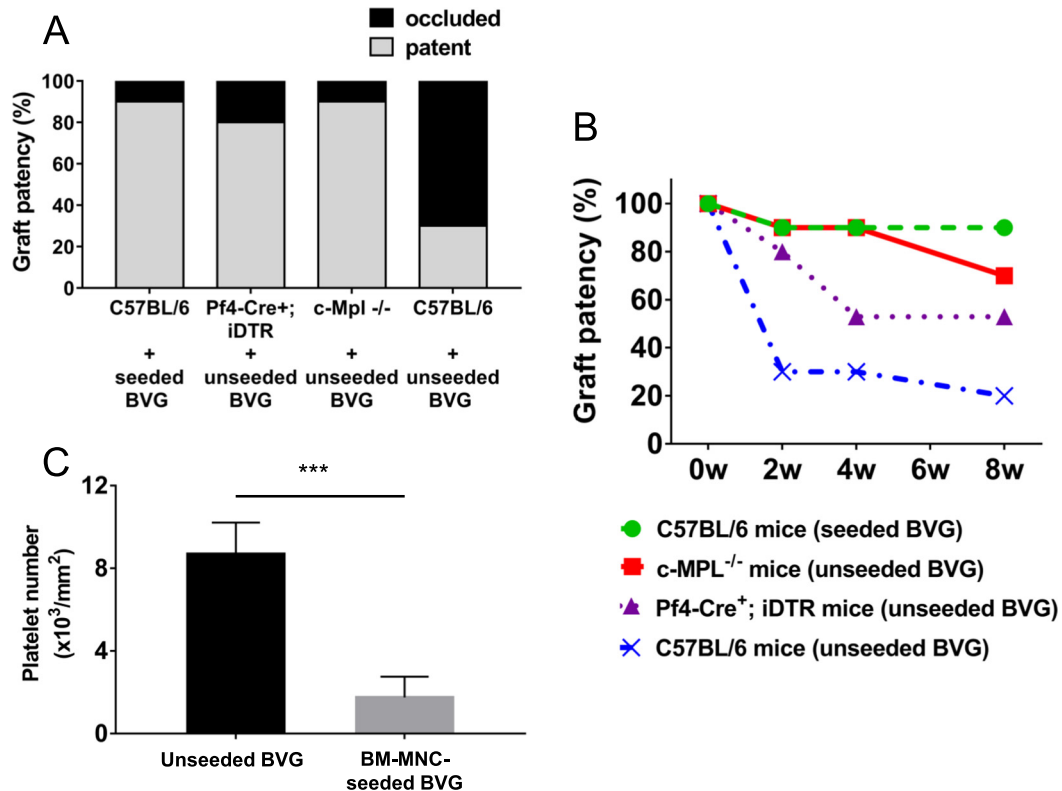 A
occluded
patent
Graft patency (%)
100
80
60
40
20
0
C57BL/6
+
seeded
BVG
Pf4-Cre+;
iDTR
+
unseeded
BVG
c-Mpl -/-
+
unseeded
BVG
C57BL/6
+
unseeded
BVG
B
Graft patency (%)
100
80
60
40
20
0
0w 2w 4w 6w 8w
C57BL/6 mice (seeded BVG)
c-MPL-/- mice (unseeded BVG)
Pf4-Cre+; iDTR mice (unseeded BVG)
C57BL/6 mice (unseeded BVG)
C
***
Platelet number
(x10³/mm²)
12
8
4
0
Unseeded BVG
BM-MNC-
seeded BVG